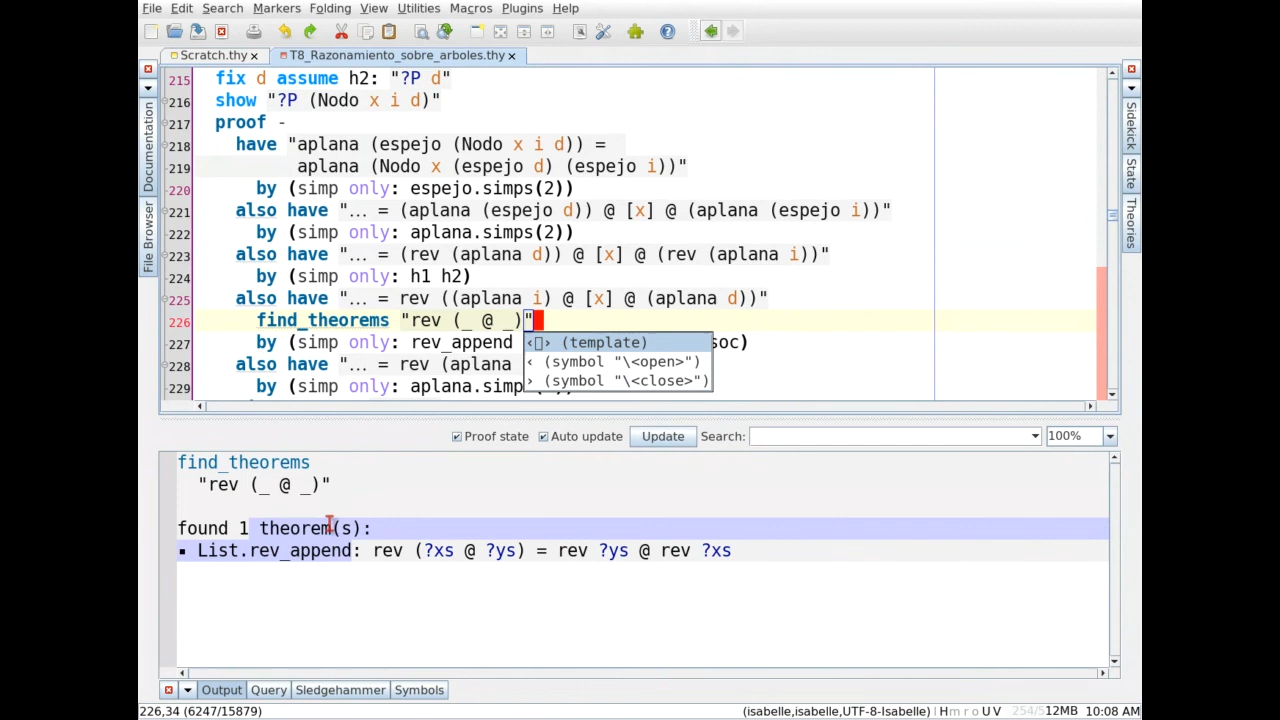 File Edit Search Markers Folding View Utilities Macros Plugins Help
Scratch.thy T8_Razonamiento_sobre_arboles.thy
Documentation
File Browser
Sidekick
State
Theories
215 fix d assume h2: "?P d"
216 show "?P (Nodo x i d)"
217 proof -
218 have "aplana (espejo (Nodo x i d)) =
219 aplana (Nodo x (espejo d) (espejo i))"
220 by (simp only: espejo.simps(2))
221 also have "... = (aplana (espejo d)) @ [x] @ (aplana (espejo i))"
222 by (simp only: aplana.simps(2))
223 also have "... = (rev (aplana d)) @ [x] @ (rev (aplana i))"
224 by (simp only: h1 h2)
225 also have "... = rev ((aplana i) @ [x] @ (aplana d))"
226 find_theorems "rev (_ @ _)"
227 by (simp only: rev_append soc)
228 also have "... = rev (aplana
229 by (simp only: aplana.simp
‹⌷› (template)
‹ (symbol "\<open>")
› (symbol "\<close>")
Proof state Auto update Update Search: 100%
find_theorems
"rev (_ @ _)"
found 1 theorem(s):
▪ List.rev_append: rev (?xs @ ?ys) = rev ?ys @ rev ?xs
Output Query Sledgehammer Symbols
226,34 (6247/15879) (isabelle,isabelle,UTF-8-Isabelle) H m r o U V 254/512MB 10:08 AM